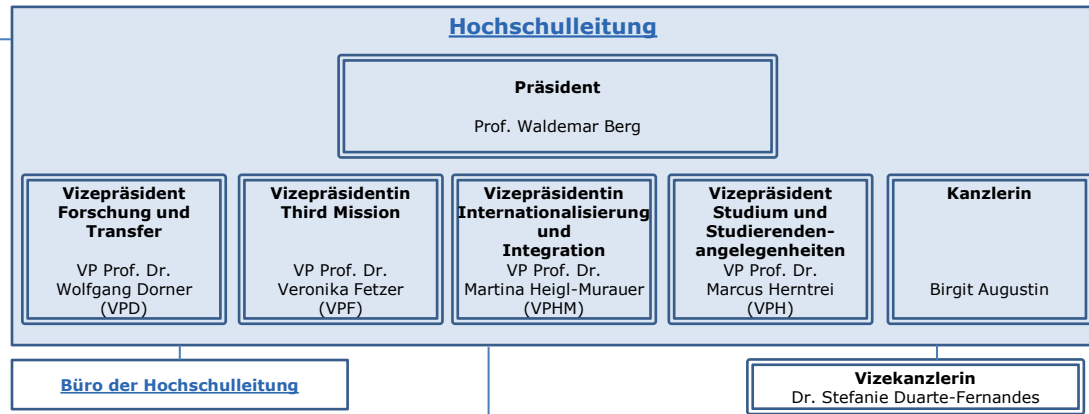 Hochschulleitung
Präsident
Prof. Waldemar Berg
Vizepräsident
Forschung und
Transfer
VP Prof. Dr.
Wolfgang Dorner
(VPD)
Vizepräsidentin
Third Mission
VP Prof. Dr.
Veronika Fetzer
(VPF)
Vizepräsidentin
Internationalisierung
und
Integration
VP Prof. Dr.
Martina Heigl-Murauer
(VPHM)
Vizepräsident
Studium und
Studierenden-
angelegenheiten
VP Prof. Dr.
Marcus Herntrei
(VPH)
Kanzlerin
Birgit Augustin
Büro der Hochschulleitung
Vizekanzlerin
Dr. Stefanie Duarte-Fernandes